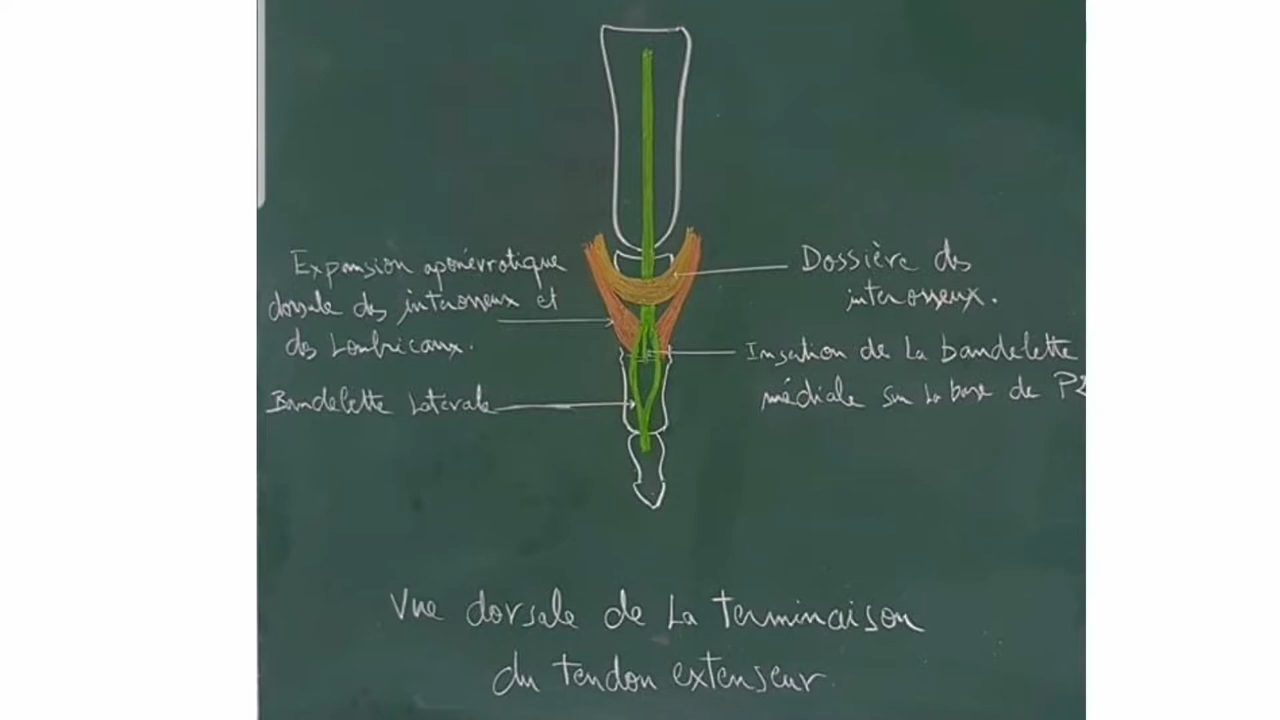 Expansion aponévrotique
dorsale des interosseux et
des Lombricaux.
Bandelette Latérale
Dossière des
interosseux.
Insertion de La bandelette
médiale sur La base de P2
Vue dorsale de La terminaison
du tendon extenseur